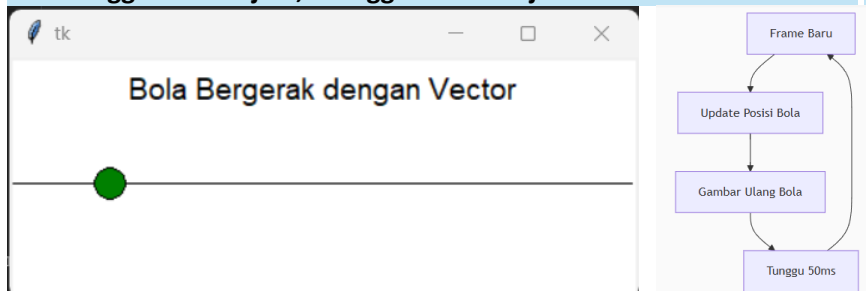 tk
Bola Bergerak dengan Vector
Frame Baru
Update Posisi Bola
Gambar Ulang Bola
Tunggu 50ms